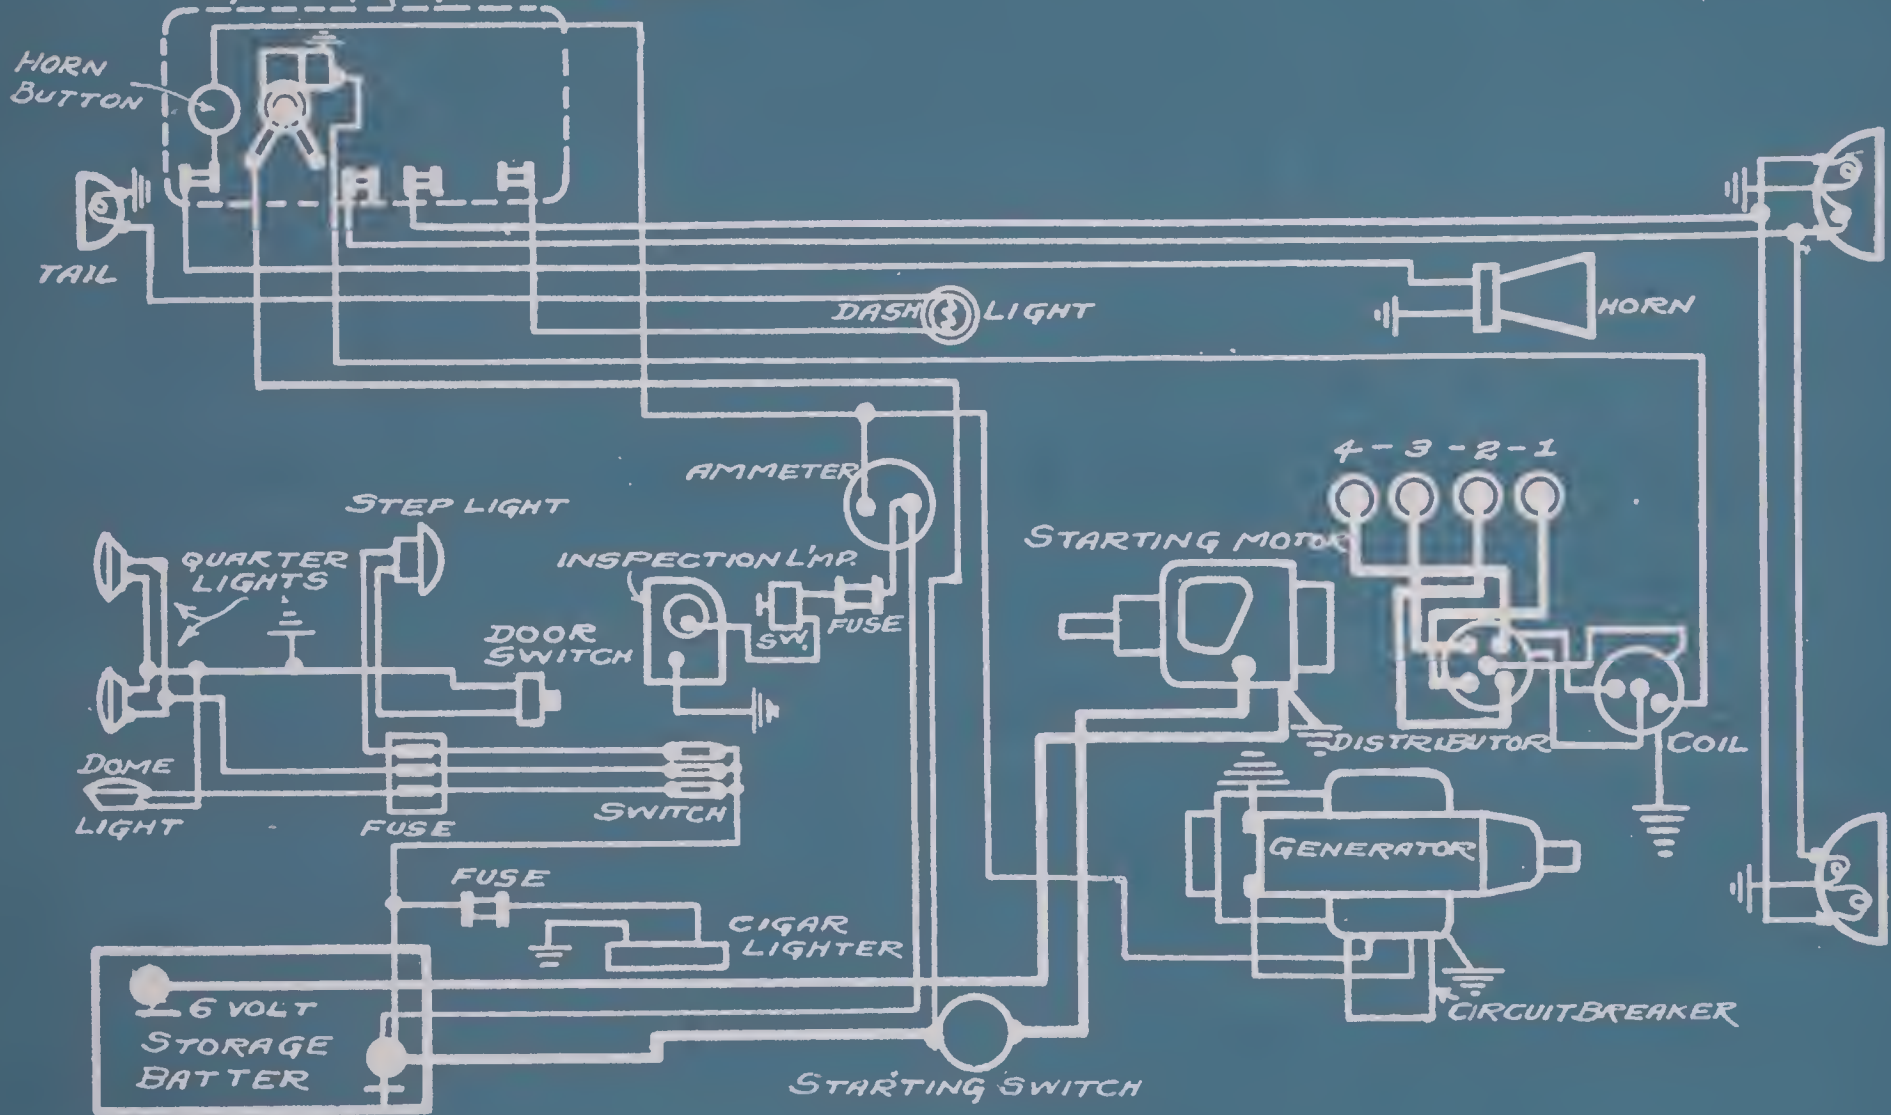 HORN
BUTTON
TAIL
DASH LIGHT
HORN
4-3-2-1
AMMETER
STEP LIGHT
STARTING MOTOR
QUARTER
LIGHTS
INSPECTION L'MP.
DOOR
SWITCH
SW.
FUSE
DISTRIBUTOR
COIL
DOME
LIGHT
FUSE
SWITCH
GENERATOR
FUSE
CIGAR
LIGHTER
6 VOLT
STORAGE
BATTER
CIRCUIT BREAKER
STARTING SWITCH